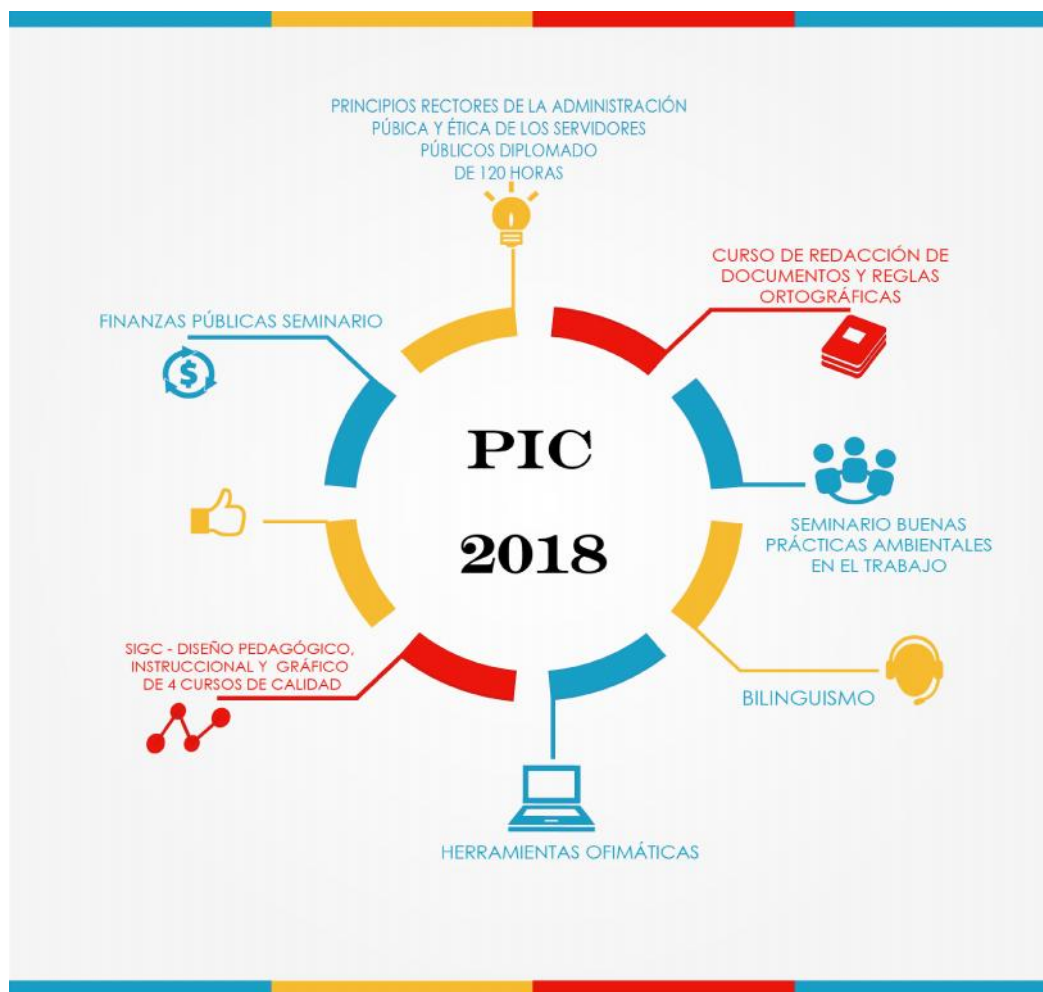 PRINCIPIOS RECTORES DE LA ADMINISTRACIÓN
PÚBICA Y ÉTICA DE LOS SERVIDORES
PÚBLICOS DIPLOMADO
DE 120 HORAS
CURSO DE REDACCIÓN DE
DOCUMENTOS Y REGLAS
ORTOGRÁFICAS
FINANZAS PÚBLICAS SEMINARIO
$
PIC
2018
SEMINARIO BUENAS
PRÁCTICAS AMBIENTALES
EN EL TRABAJO
SIGC - DISEÑO PEDAGÓGICO,
INSTRUCCIONAL Y GRÁFICO
DE 4 CURSOS DE CALIDAD
BILINGUISMO
HERRAMIENTAS OFIMÁTICAS